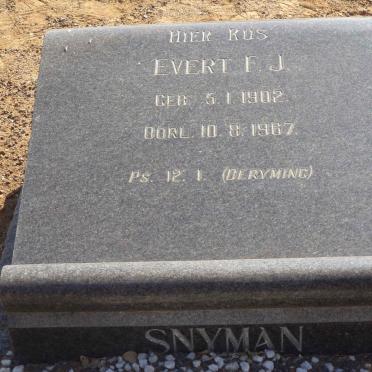 HIER RUS
EVERT F. J.
GEB. 5. 1. 1902.
OORL. 10. 8. 1967.
PS. 12. 1. (BERYMING)
SNYMAN